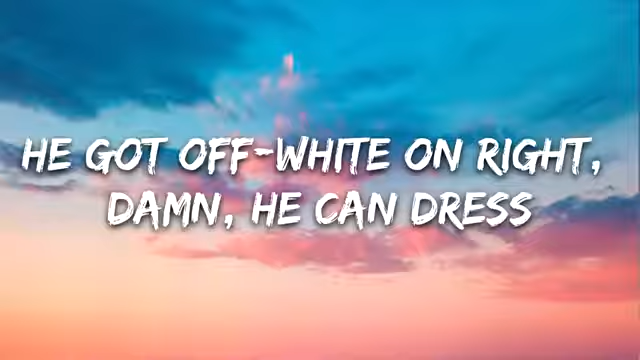 HE GOT OFF-WHITE ON RIGHT,
DAMN, HE CAN DRESS